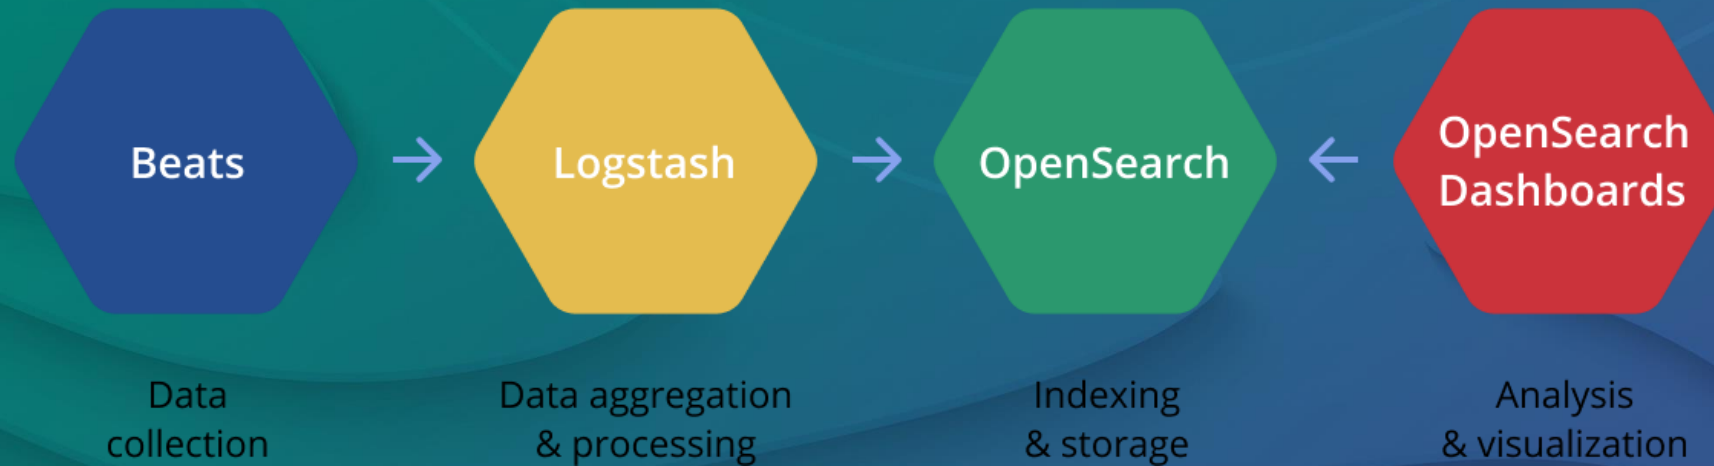 Beats
Logstash
OpenSearch
OpenSearch
Dashboards
Data
collection
Data aggregation
& processing
Indexing
& storage
Analysis
& visualization